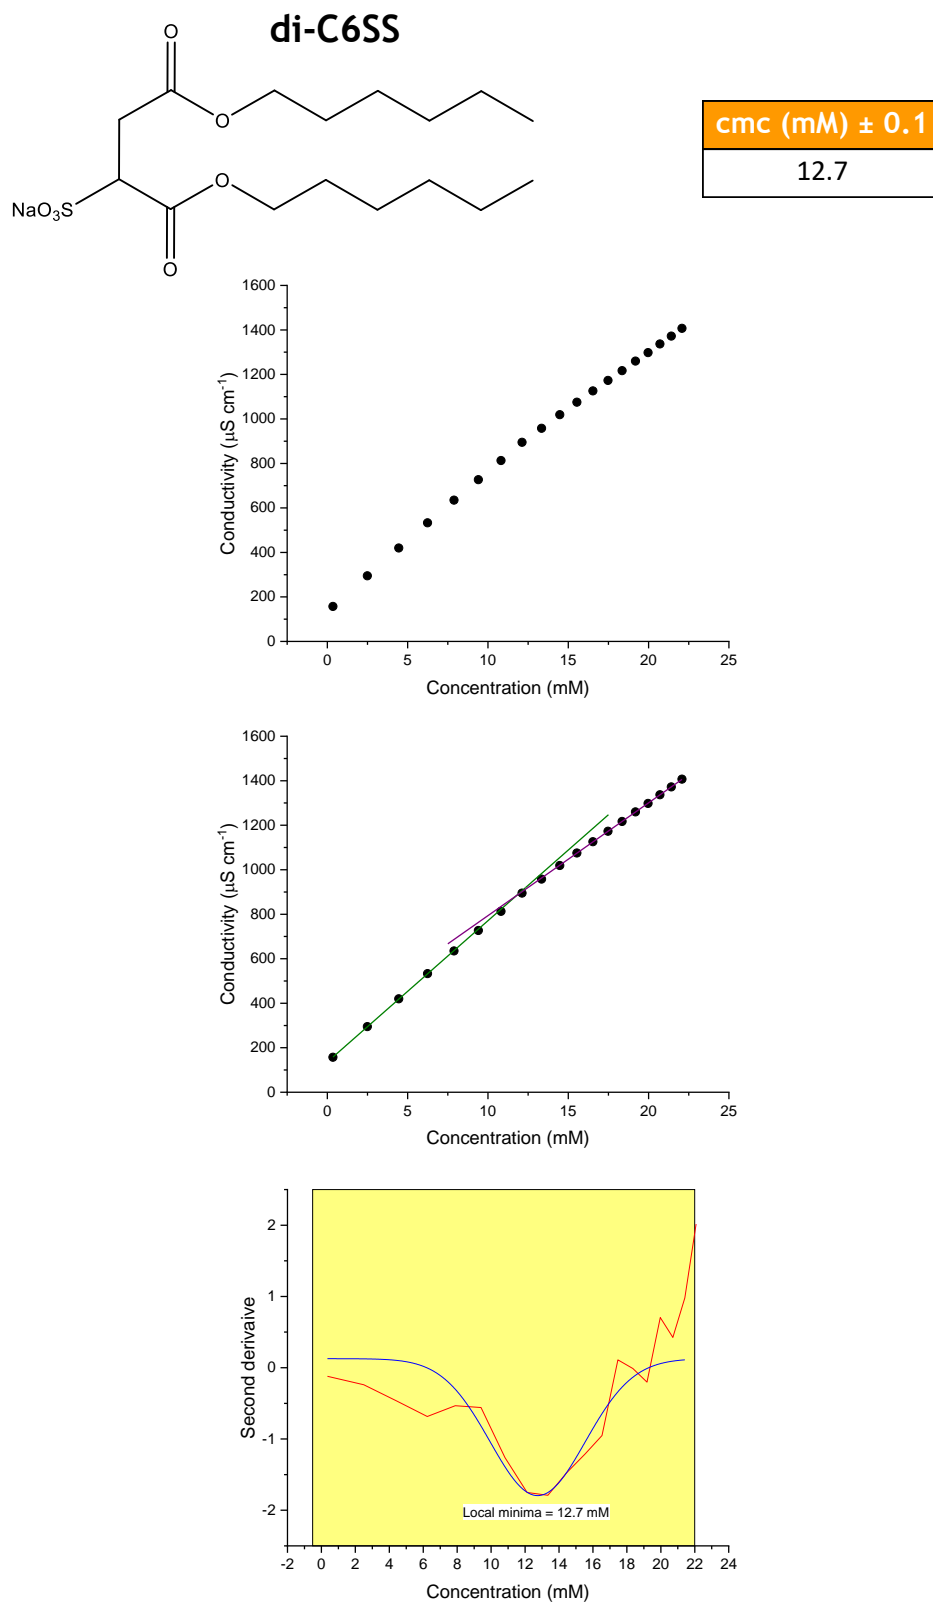 di-C6SS
O
O
O
O
NaO₃S
cmc (mM) ± 0.1
12.7
1600
1400
1200
1000
800
600
400
200
0
0 5 10 15 20 25
Conductivity (µS cm⁻¹)
Concentration (mM)
1600
1400
1200
1000
800
600
400
200
0
0 5 10 15 20 25
Conductivity (µS cm⁻¹)
Concentration (mM)
2
1
0
-1
-2
Second derivaive
Local minima = 12.7 mM
-2 0 2 4 6 8 10 12 14 16 18 20 22 24
Concentration (mM)